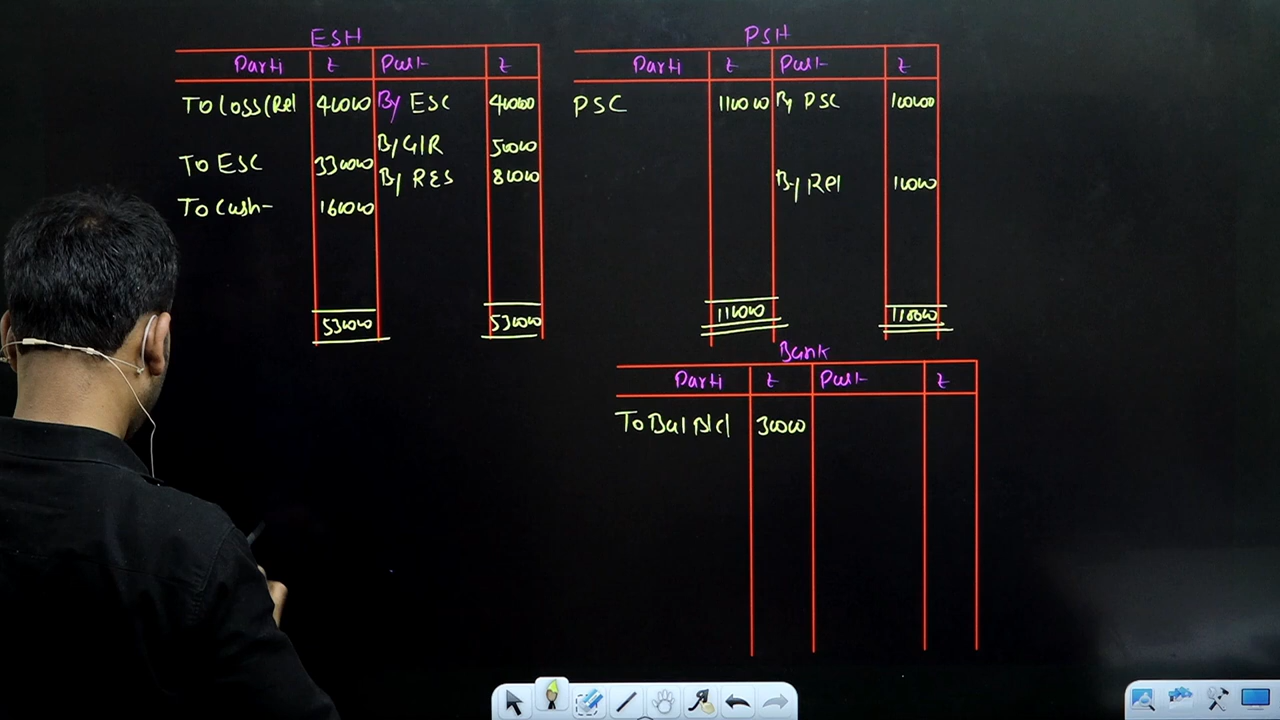 ESH
Parti ₹ Part ₹
To Loss (Rel 40000 By ESC 40000
By G/R 50000
To ESC 330000 By RES 80000
To Cash 160000
530000 530000
PSH
Parti ₹ Part ₹
PSC 110000 By PSC 100000
By Rel 10000
110000 110000
Bank
Parti ₹ Part ₹
To Bal B/d 30000